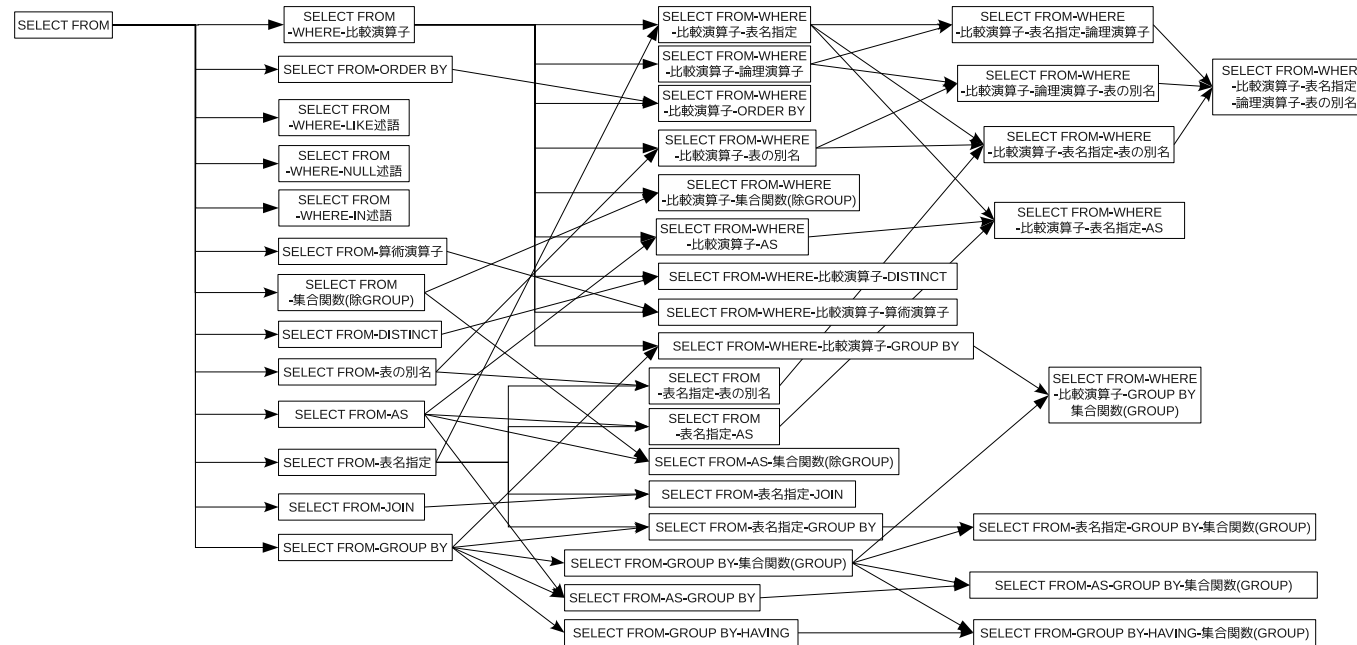 SELECT FROM
SELECT FROM
-WHERE-比較演算子
SELECT FROM-ORDER BY
SELECT FROM
-WHERE-LIKE述語
SELECT FROM
-WHERE-NULL述語
SELECT FROM
-WHERE-IN述語
SELECT FROM-算術演算子
SELECT FROM
-集合関数(除GROUP)
SELECT FROM-DISTINCT
SELECT FROM-表の別名
SELECT FROM-AS
SELECT FROM-表名指定
SELECT FROM-JOIN
SELECT FROM-GROUP BY
SELECT FROM-WHERE
-比較演算子-表名指定
SELECT FROM-WHERE
-比較演算子-論理演算子
SELECT FROM-WHERE
-比較演算子-ORDER BY
SELECT FROM-WHERE
-比較演算子-表の別名
SELECT FROM-WHERE
-比較演算子-集合関数(除GROUP)
SELECT FROM-WHERE
-比較演算子-AS
SELECT FROM-WHERE-比較演算子-DISTINCT
SELECT FROM-WHERE-比較演算子-算術演算子
SELECT FROM-WHERE-比較演算子-GROUP BY
SELECT FROM
-表名指定-表の別名
SELECT FROM
-表名指定-AS
SELECT FROM-AS-集合関数(除GROUP)
SELECT FROM-表名指定-JOIN
SELECT FROM-表名指定-GROUP BY
SELECT FROM-GROUP BY-集合関数(GROUP)
SELECT FROM-AS-GROUP BY
SELECT FROM-GROUP BY-HAVING
SELECT FROM-WHERE
-比較演算子-表名指定-論理演算子
SELECT FROM-WHERE
-比較演算子-論理演算子-表の別名
SELECT FROM-WHERE
-比較演算子-表名指定-表の別名
SELECT FROM-WHERE
-比較演算子-表名指定-AS
SELECT FROM-WHERE
-比較演算子-GROUP BY
集合関数(GROUP)
SELECT FROM-表名指定-GROUP BY-集合関数(GROUP)
SELECT FROM-AS-GROUP BY-集合関数(GROUP)
SELECT FROM-GROUP BY-HAVING-集合関数(GROUP)
SELECT FROM-WHER
-比較演算子-表名指定
-論理演算子-表の別名